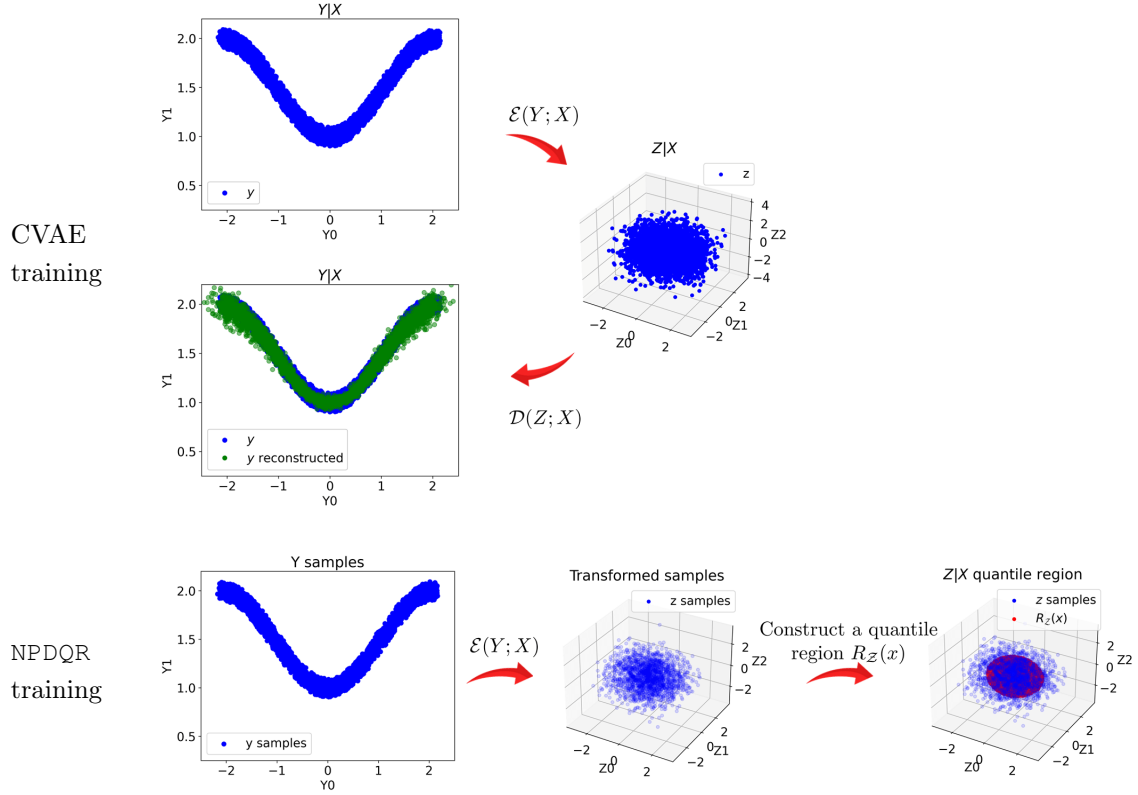 CVAE
training
Y|X
2.0
1.5
1.0
0.5
Y1
y
−2 −1 0 1 2
Y0
ℰ(Y; X)
Z|X
z
4
2
0
−2
−4
Z2
−2 0 2
Z0
−2 0 2
Z1
Y|X
2.0
1.5
1.0
0.5
Y1
y
y reconstructed
−2 −1 0 1 2
Y0
𝒟(Z; X)
NPDQR
training
Y samples
2.0
1.5
1.0
0.5
Y1
y samples
−2 −1 0 1 2
Y0
ℰ(Y; X)
Transformed samples
z samples
2
0
−2
Z2
−2 0 2
Z0
−2 0 2
Z1
Construct a quantile
region R𝒵(x)
Z|X quantile region
z samples
R𝒵(x)
2
0
−2
Z2
−2 0 2
Z0
−2 0 2
Z1